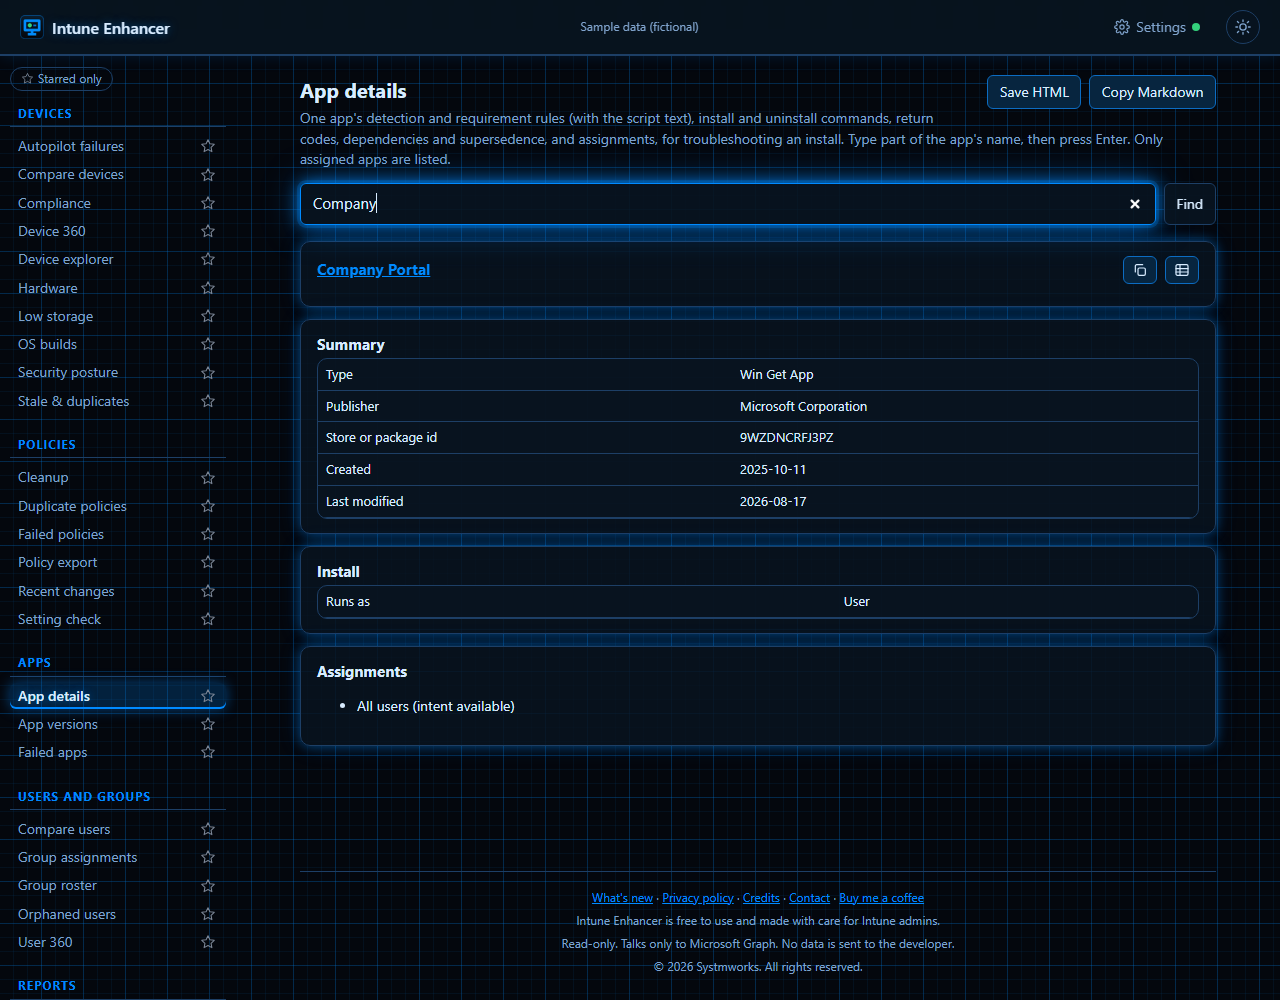 Intune Enhancer
Sample data (fictional)
Settings
Starred only
DEVICES
Autopilot failures
Compare devices
Compliance
Device 360
Device explorer
Hardware
Low storage
OS builds
Security posture
Stale & duplicates
POLICIES
Cleanup
Duplicate policies
Failed policies
Policy export
Recent changes
Setting check
APPS
App details
App versions
Failed apps
USERS AND GROUPS
Compare users
Group assignments
Group roster
Orphaned users
User 360
REPORTS
App details
Save HTML
Copy Markdown
One app's detection and requirement rules (with the script text), install and uninstall commands, return
codes, dependencies and supersedence, and assignments, for troubleshooting an install. Type part of the app's name, then press Enter. Only
assigned apps are listed.
Company
Find
Company Portal
Summary
Type Win Get App
Publisher Microsoft Corporation
Store or package id 9WZDNCRFJ3PZ
Created 2025-10-11
Last modified 2026-08-17
Install
Runs as User
Assignments
• All users (intent available)
What's new · Privacy policy · Credits · Contact · Buy me a coffee
Intune Enhancer is free to use and made with care for Intune admins.
Read-only. Talks only to Microsoft Graph. No data is sent to the developer.
© 2026 Systmworks. All rights reserved.